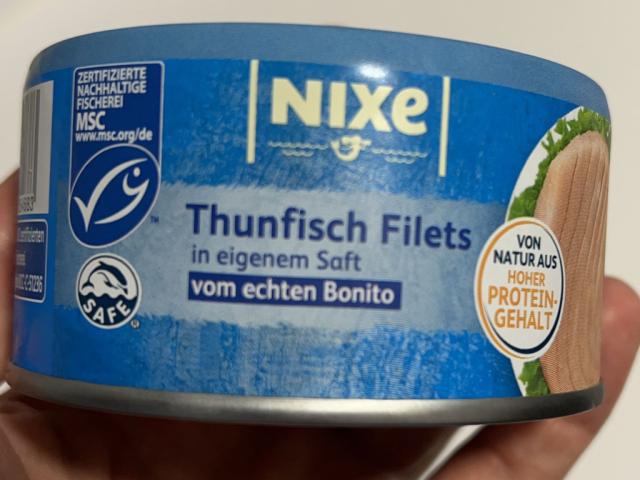 ZERTIFIZIERTE
NACHHALTIGE
FISCHEREI
MSC
www.msc.org/de
TM
SAFE
®
NIXe
Thunfisch Filets
in eigenem Saft
vom echten Bonito
VON
NATUR AUS
HOHER
PROTEIN-
GEHALT